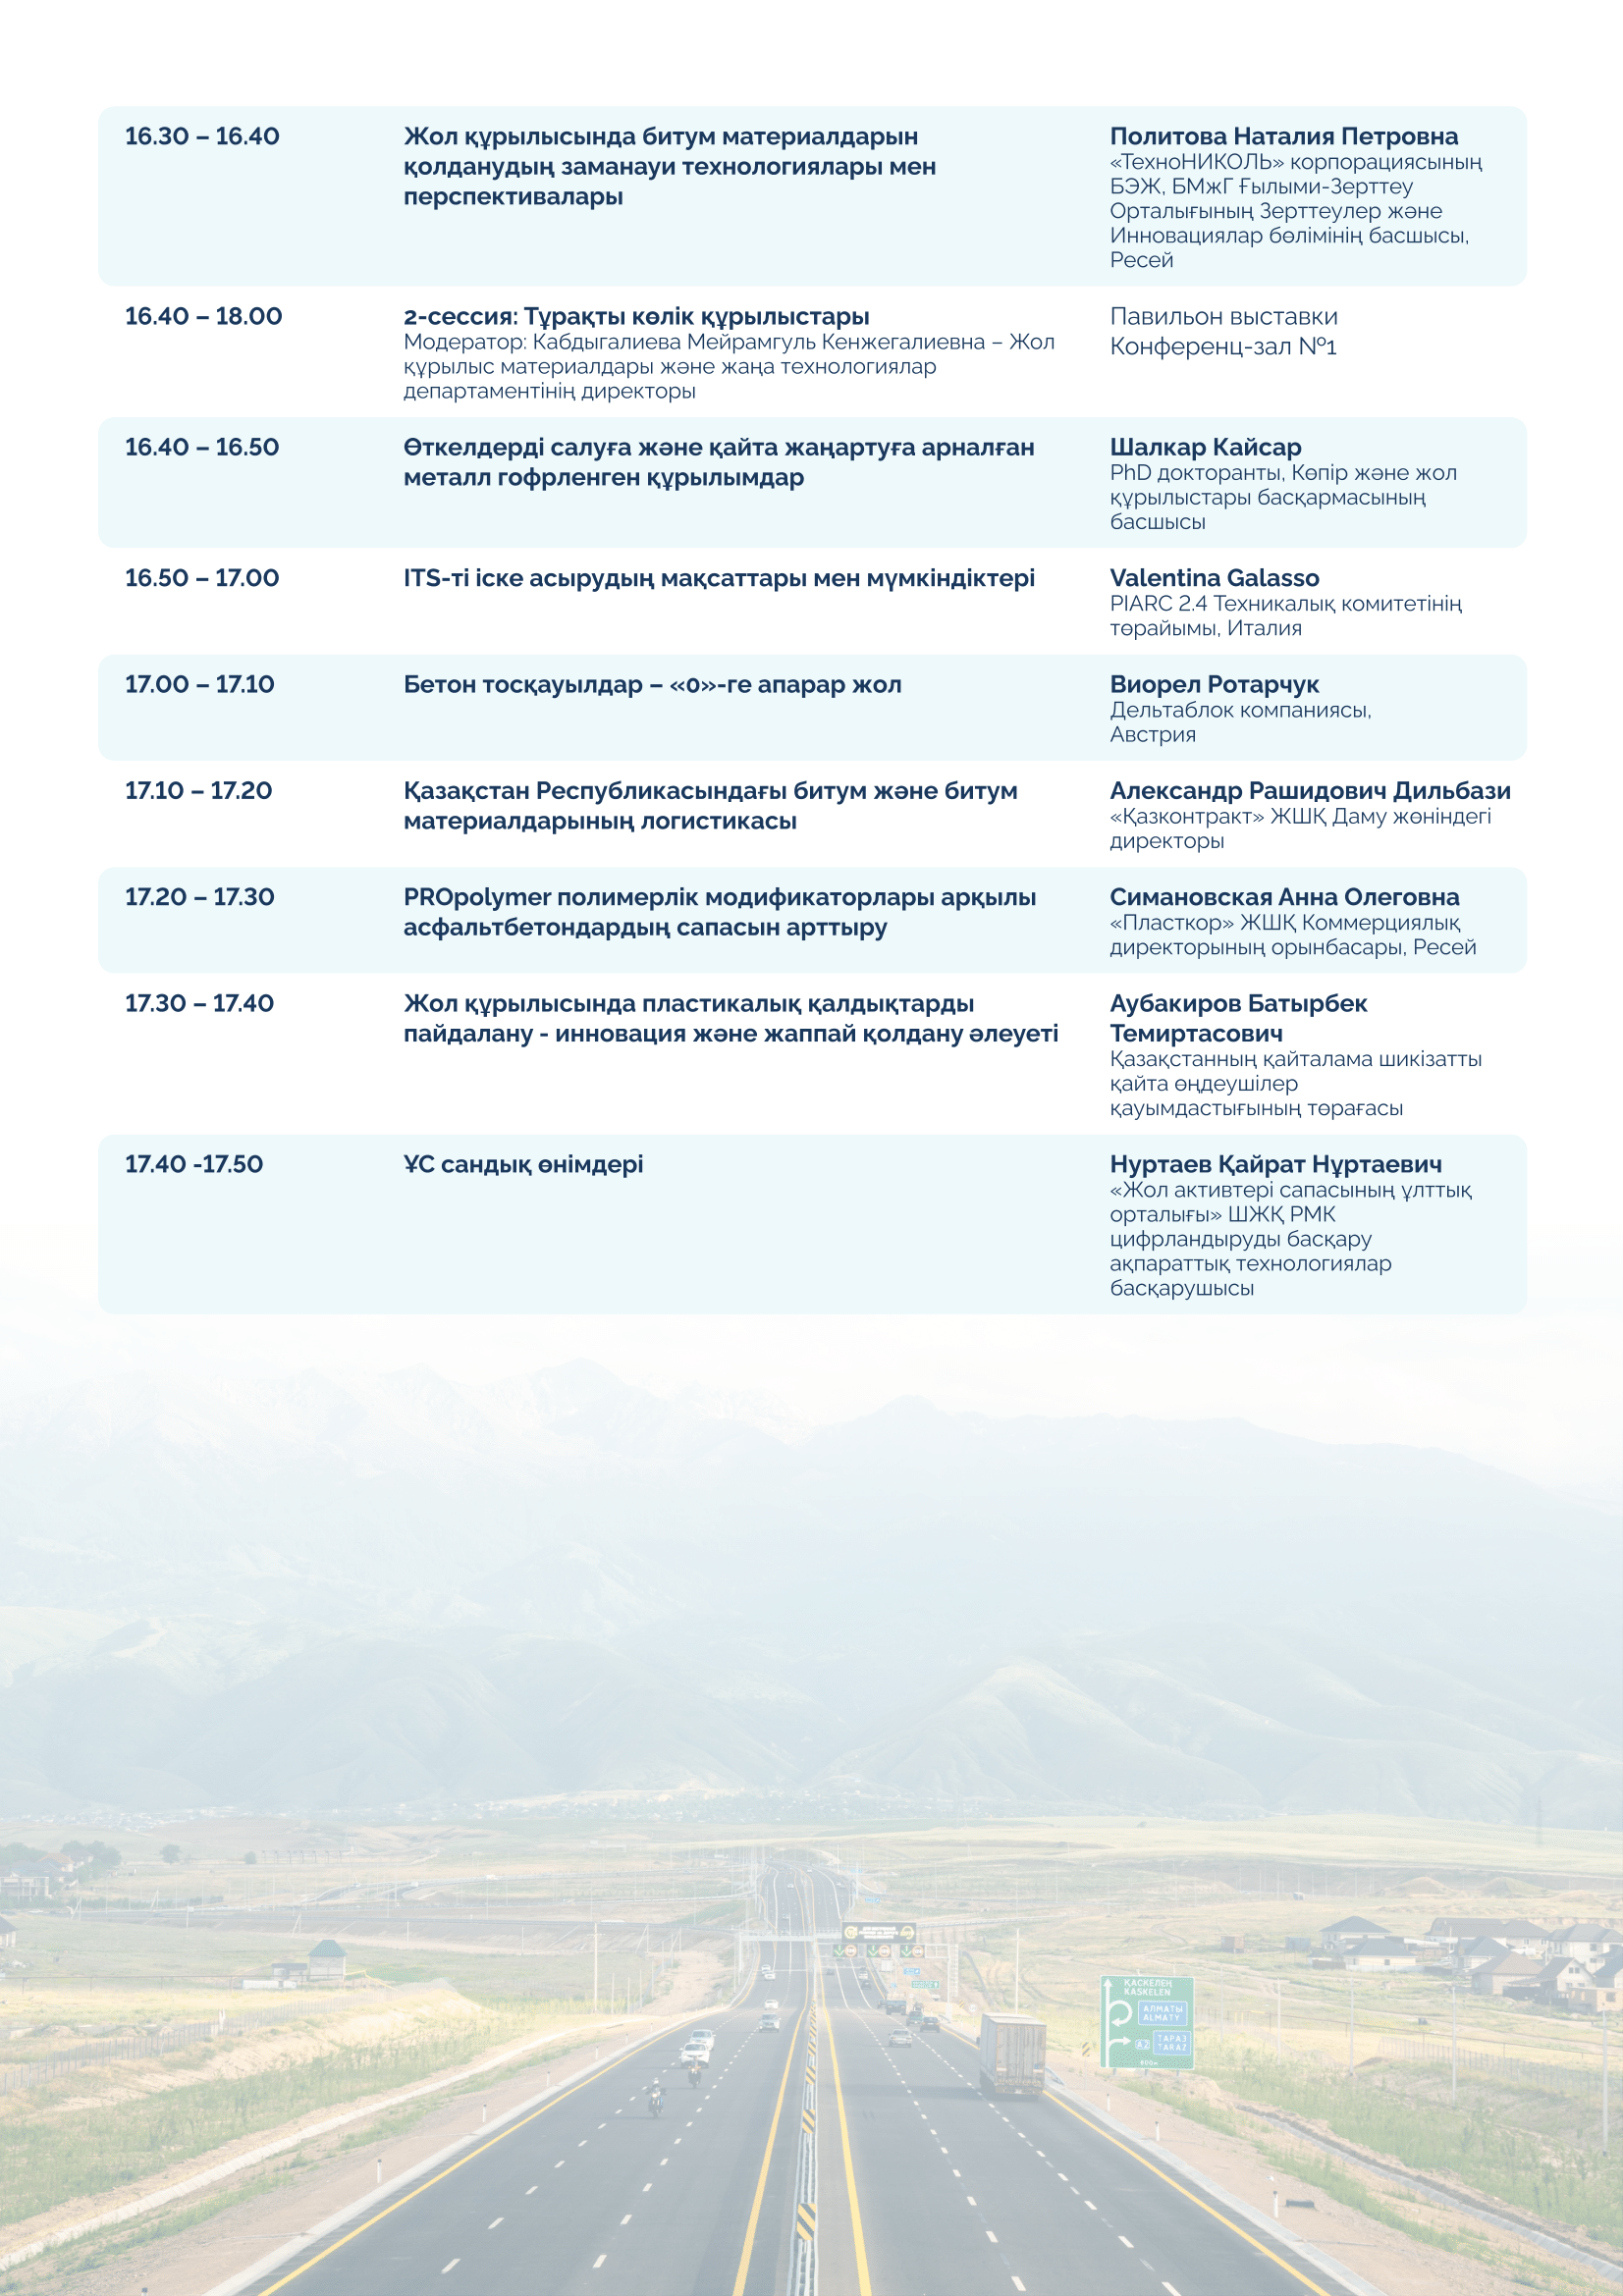 16.30 – 16.40
Жол құрылысында битум материалдарын
қолданудың заманауи технологиялары мен
перспективалары
Политова Наталия Петровна
«ТехноНИКОЛЬ» корпорациясының
БЭЖ, БМжГ Ғылыми-Зерттеу
Орталығының Зерттеулер және
Инновациялар бөлімінің басшысы,
Ресей
16.40 – 18.00
2-сессия: Тұрақты көлік құрылыстары
Модератор: Кабдыгалиева Мейрамгуль Кенжегалиевна – Жол
құрылыс материалдары және жаңа технологиялар
департаментінің директоры
Павильон выставки
Конференц-зал №1
16.40 – 16.50
Өткелдерді салуға және қайта жаңартуға арналған
металл гофрленген құрылымдар
Шалкар Кайсар
PhD докторанты, Көпір және жол
құрылыстары басқармасының
басшысы
16.50 – 17.00
ITS-ті іске асырудың мақсаттары мен мүмкіндіктері
Valentina Galasso
PIARC 2.4 Техникалық комитетінің
төрайымы, Италия
17.00 – 17.10
Бетон тосқауылдар – «0»-ге апарар жол
Виорел Ротарчук
Дельтаблок компаниясы,
Австрия
17.10 – 17.20
Қазақстан Республикасындағы битум және битум
материалдарының логистикасы
Александр Рашидович Дильбази
«Қазконтракт» ЖШҚ Даму жөніндегі
директоры
17.20 – 17.30
PROpolymer полимерлік модификаторлары арқылы
асфальтбетондардың сапасын арттыру
Симановская Анна Олеговна
«Пласткор» ЖШҚ Коммерциялық
директорының орынбасары, Ресей
17.30 – 17.40
Жол құрылысында пластикалық қалдықтарды
пайдалану - инновация және жаппай қолдану әлеуеті
Аубакиров Батырбек
Темиртасович
Қазақстанның қайталама шикізатты
қайта өңдеушілер
қауымдастығының төрағасы
17.40 -17.50
ҰС сандық өнімдері
Нуртаев Қайрат Нұртаевич
«Жол активтері сапасының ұлттық
орталығы» ШЖҚ РМК
цифрландыруды басқару
ақпараттық технологиялар
басқарушысы
ҚАСКЕЛЕҢ
KASKELEN
АЛМАТЫ
ALMATY
ТАРАЗ
TARAZ
A2